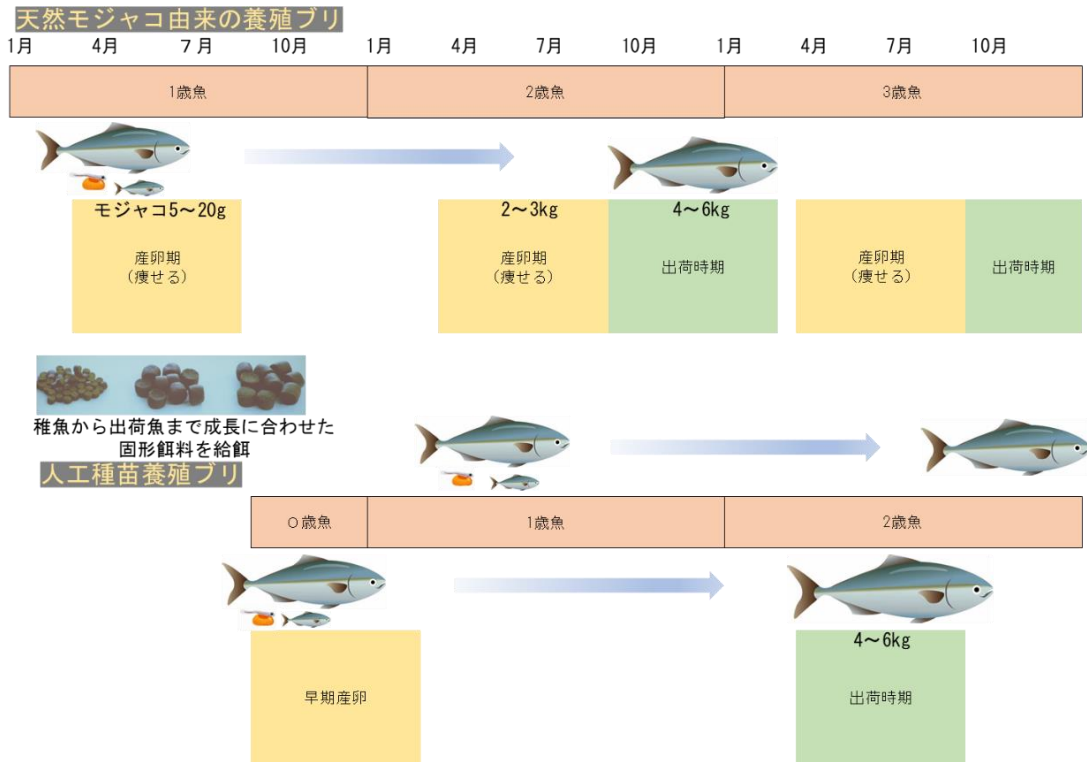 天然モジャコ由来の養殖ブリ
1月 4月 7月 10月 1月 4月 7月 10月 1月 4月 7月 10月
1歳魚 2歳魚 3歳魚
モジャコ5～20g 2～3kg 4～6kg
産卵期 産卵期 出荷時期 産卵期 出荷時期
(痩せる) (痩せる) (痩せる)
稚魚から出荷魚まで成長に合わせた
固形餌料を給餌
人工種苗養殖ブリ
０歳魚 1歳魚 2歳魚
4～6kg
早期産卵 出荷時期